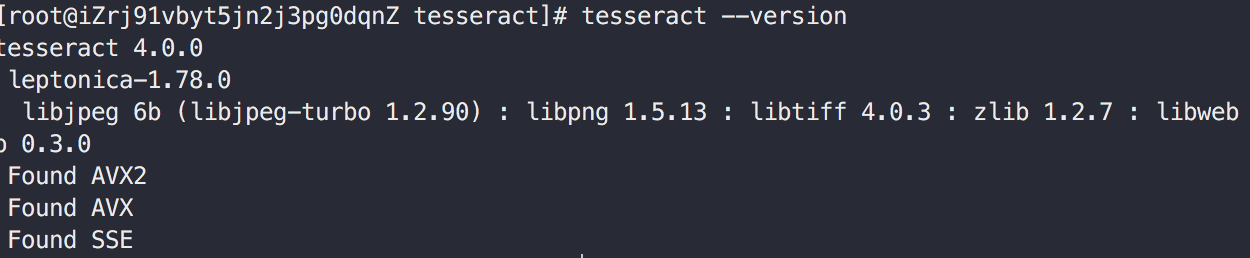 [root@iZrj91vbyt5jn2j3pg0dqnZ tesseract]# tesseract --version
tesseract 4.0.0
leptonica-1.78.0
libjpeg 6b (libjpeg-turbo 1.2.90) : libpng 1.5.13 : libtiff 4.0.3 : zlib 1.2.7 : libweb
p 0.3.0
Found AVX2
Found AVX
Found SSE